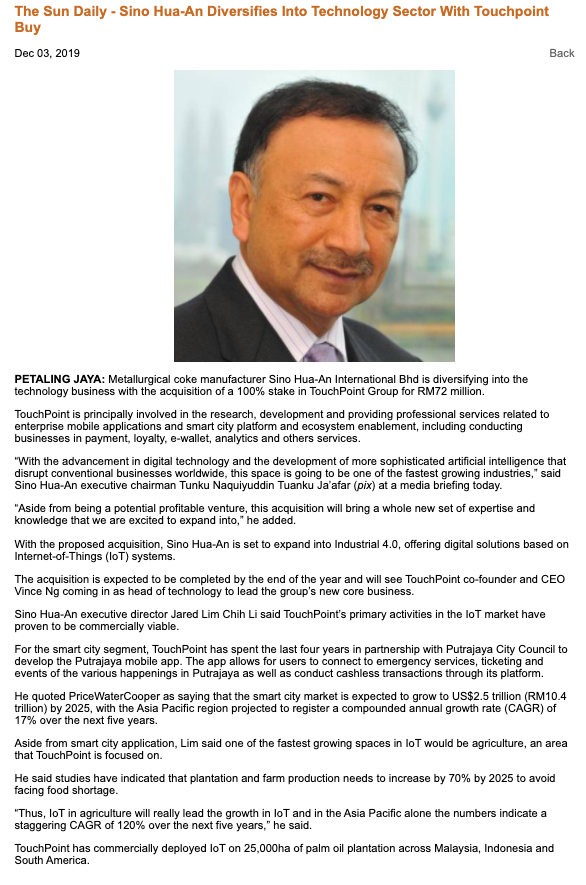 The Sun Daily - Sino Hua-An Diversifies Into Technology Sector With Touchpoint
Buy
Dec 03, 2019
Back
PETALING JAYA: Metallurgical coke manufacturer Sino Hua-An International Bhd is diversifying into the
technology business with the acquisition of a 100% stake in TouchPoint Group for RM72 million.
TouchPoint is principally involved in the research, development and providing professional services related to
enterprise mobile applications and smart city platform and ecosystem enablement, including conducting
businesses in payment, loyalty, e-wallet, analytics and others services.
“With the advancement in digital technology and the development of more sophisticated artificial intelligence that
disrupt conventional businesses worldwide, this space is going to be one of the fastest growing industries,” said
Sino Hua-An executive chairman Tunku Naquiyuddin Tuanku Ja’afar (pix) at a media briefing today.
“Aside from being a potential profitable venture, this acquisition will bring a whole new set of expertise and
knowledge that we are excited to expand into,” he added.
With the proposed acquisition, Sino Hua-An is set to expand into Industrial 4.0, offering digital solutions based on
Internet-of-Things (IoT) systems.
The acquisition is expected to be completed by the end of the year and will see TouchPoint co-founder and CEO
Vince Ng coming in as head of technology to lead the group’s new core business.
Sino Hua-An executive director Jared Lim Chih Li said TouchPoint’s primary activities in the IoT market have
proven to be commercially viable.
For the smart city segment, TouchPoint has spent the last four years in partnership with Putrajaya City Council to
develop the Putrajaya mobile app. The app allows for users to connect to emergency services, ticketing and
events of the various happenings in Putrajaya as well as conduct cashless transactions through its platform.
He quoted PriceWaterCooper as saying that the smart city market is expected to grow to US$2.5 trillion (RM10.4
trillion) by 2025, with the Asia Pacific region projected to register a compounded annual growth rate (CAGR) of
17% over the next five years.
Aside from smart city application, Lim said one of the fastest growing spaces in IoT would be agriculture, an area
that TouchPoint is focused on.
He said studies have indicated that plantation and farm production needs to increase by 70% by 2025 to avoid
facing food shortage.
“Thus, IoT in agriculture will really lead the growth in IoT and in the Asia Pacific alone the numbers indicate a
staggering CAGR of 120% over the next five years,” he said.
TouchPoint has commercially deployed IoT on 25,000ha of palm oil plantation across Malaysia, Indonesia and
South America.